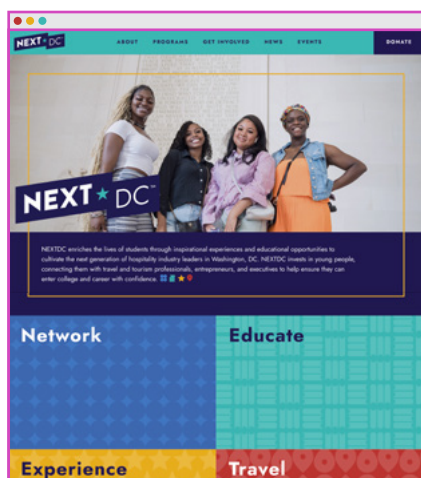 NEXT★DC
ABOUT PROGRAMS GET INVOLVED NEWS EVENTS DONATE
NEXT★DC™
NEXTDC enriches the lives of students through inspirational experiences and educational opportunities to
cultivate the next generation of hospitality industry leaders in Washington, DC. NEXTDC invests in young people,
connecting them with travel and tourism professionals, entrepreneurs, and executives to help ensure they can
enter college and career with confidence.
Network Educate
Experience Travel